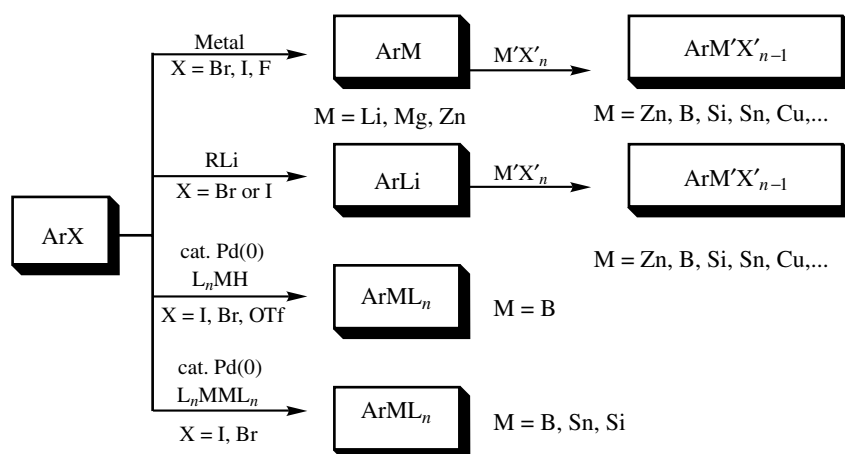 Metal
X = Br, I, F
ArM
M′X′ₙ
ArM′X′ₙ₋₁
M = Li, Mg, Zn
M = Zn, B, Si, Sn, Cu,...
RLi
X = Br or I
ArLi
M′X′ₙ
ArM′X′ₙ₋₁
M = Zn, B, Si, Sn, Cu,...
ArX
cat. Pd(0)
LₙMH
X = I, Br, OTf
ArMLₙ
M = B
cat. Pd(0)
LₙMMLₙ
X = I, Br
ArMLₙ
M = B, Sn, Si